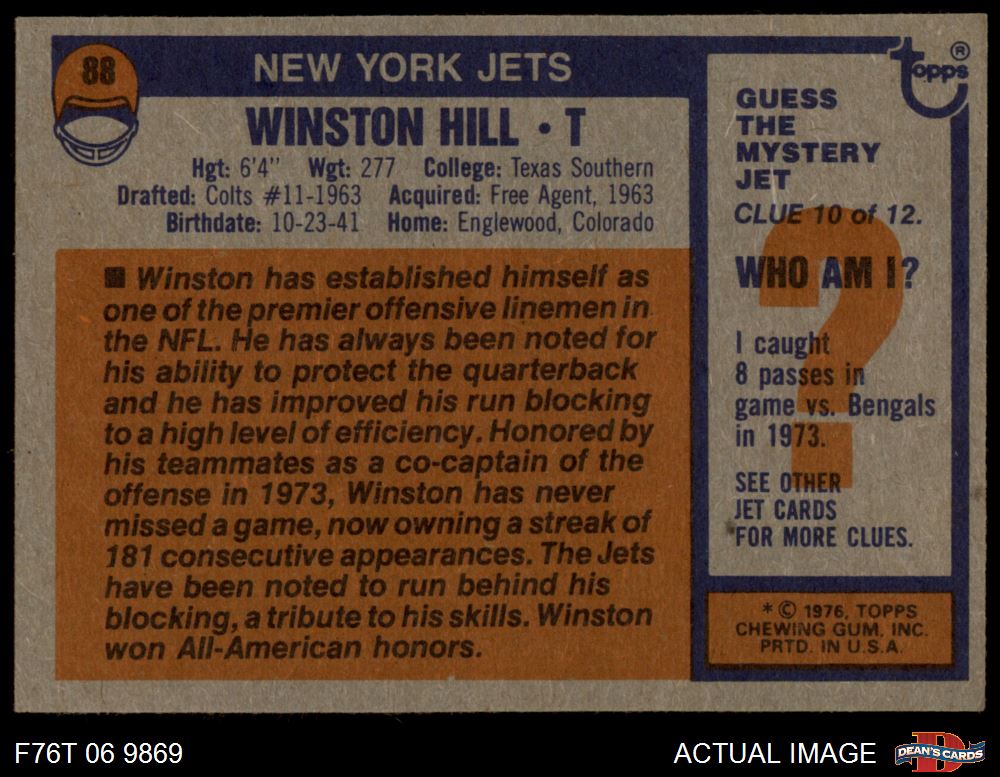 88
NEW YORK JETS
WINSTON HILL • T
Hgt: 6'4" Wgt: 277 College: Texas Southern
Drafted: Colts #11-1963 Acquired: Free Agent, 1963
Birthdate: 10-23-41 Home: Englewood, Colorado
■ Winston has established himself as
one of the premier offensive linemen in
the NFL. He has always been noted for
his ability to protect the quarterback
and he has improved his run blocking
to a high level of efficiency. Honored by
his teammates as a co-captain of the
offense in 1973, Winston has never
missed a game, now owning a streak of
181 consecutive appearances. The Jets
have been noted to run behind his
blocking, a tribute to his skills. Winston
won All-American honors.
Topps ®
GUESS
THE
MYSTERY
JET
CLUE 10 of 12.
?
WHO AM I?
I caught
8 passes in
game vs. Bengals
in 1973.
SEE OTHER
JET CARDS
FOR MORE CLUES.
* © 1976, TOPPS
CHEWING GUM, INC.
PRTD. IN U.S.A.
F76T 06 9869
ACTUAL IMAGE
D
DEAN'S CARDS